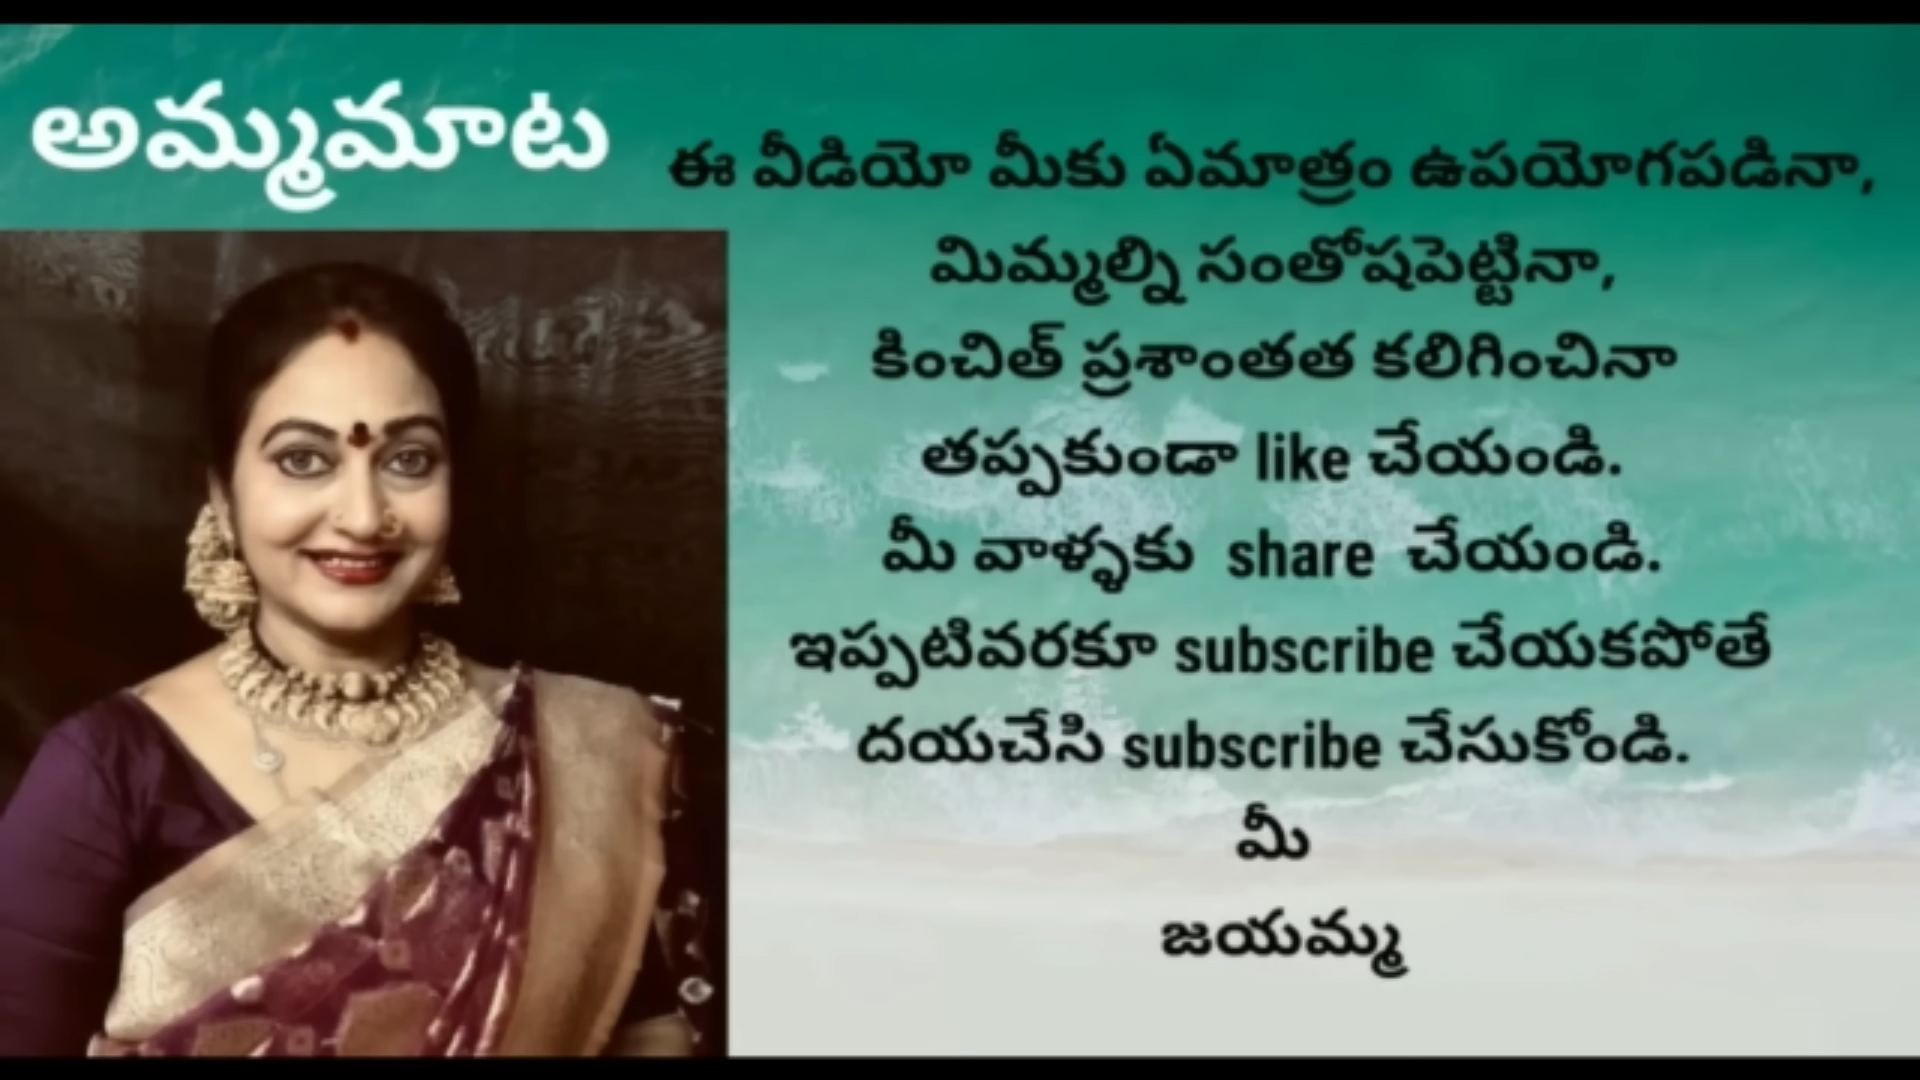 అమ్మమాట
ఈ వీడియో మీకు ఏమాత్రం ఉపయోగపడినా,
మిమ్మల్ని సంతోషపెట్టినా,
కించిత్ ప్రశాంతత కలిగించినా
తప్పకుండా like చేయండి.
మీ వాళ్ళకు share చేయండి.
ఇప్పటివరకూ subscribe చేయకపోతే
దయచేసి subscribe చేసుకోండి.
మీ
జయమ్మ